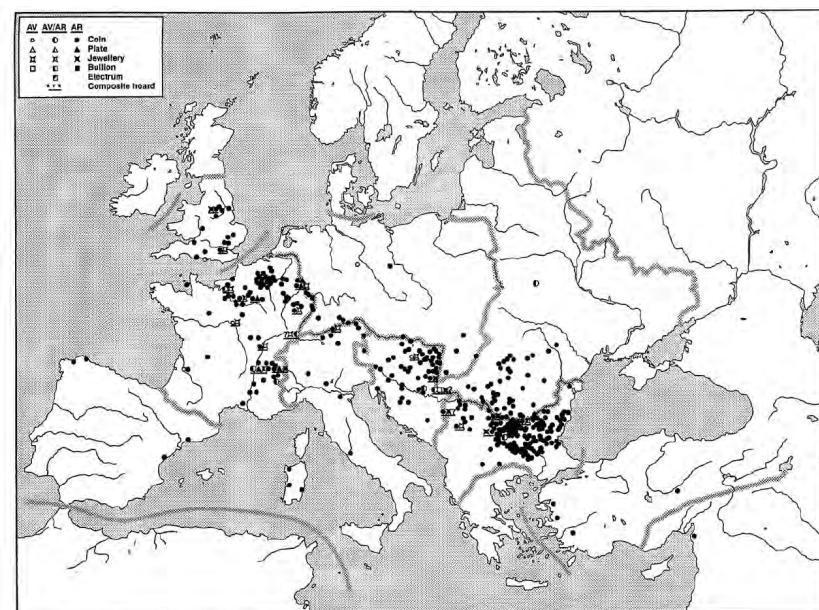 AV AV/AR AR
Coin
Plate
Jewellery
Bullion
Electrum
Composite hoard